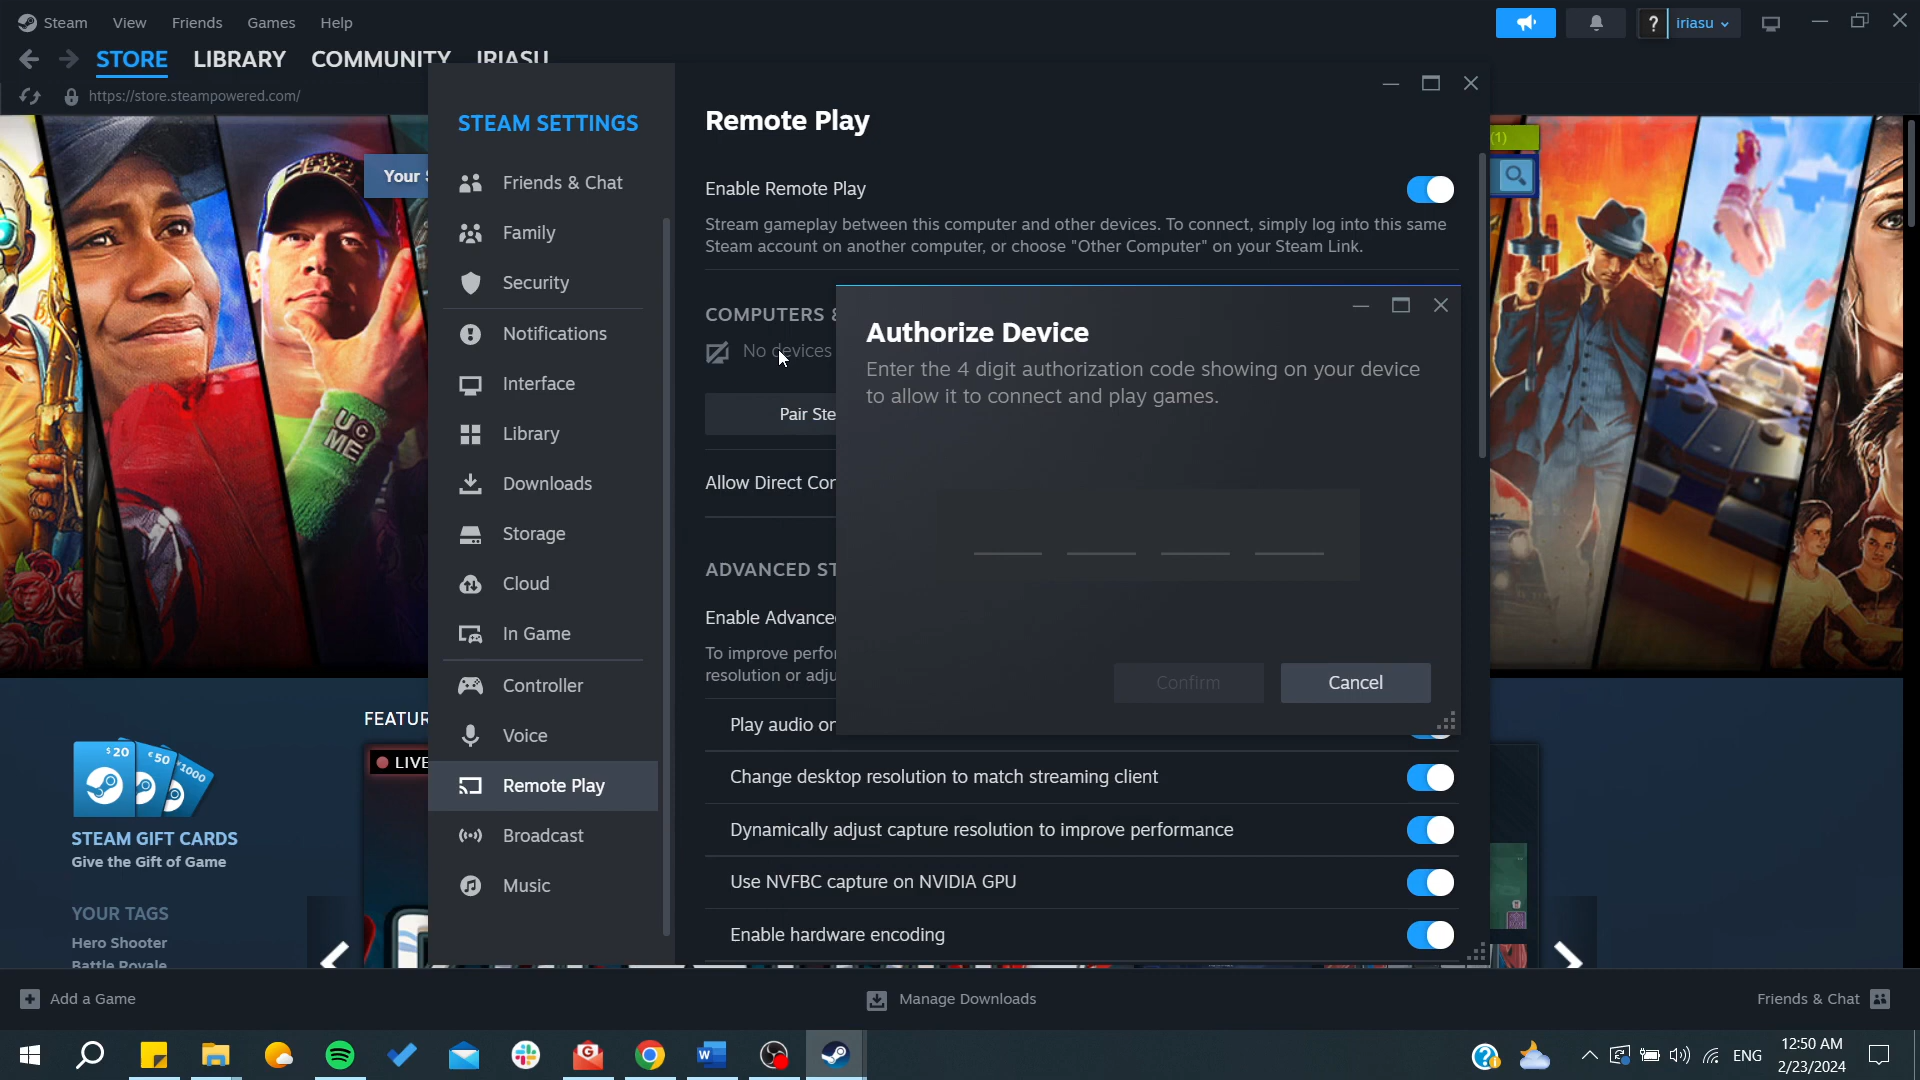 Steam View Friends Games Help
? iriasu
STORE LIBRARY COMMUNITY IRIASU
https://store.steampowered.com/
Your
(1)
UC
ME
STEAM SETTINGS
Friends & Chat
Family
Security
Notifications
Interface
Library
Downloads
Storage
Cloud
In Game
Controller
Voice
Remote Play
Broadcast
Music
Remote Play
Enable Remote Play
Stream gameplay between this computer and other devices. To connect, simply log into this same
Steam account on another computer, or choose "Other Computer" on your Steam Link.
COMPUTERS &
No devices
Pair Ste
Allow Direct Con
ADVANCED ST
Enable Advance
To improve perfor
resolution or adju
Play audio on
Change desktop resolution to match streaming client
Dynamically adjust capture resolution to improve performance
Use NVFBC capture on NVIDIA GPU
Enable hardware encoding
Authorize Device
Enter the 4 digit authorization code showing on your device
to allow it to connect and play games.
Confirm Cancel
FEATUR
LIVE
$20 €50 ¥1000
STEAM GIFT CARDS
Give the Gift of Game
YOUR TAGS
Hero Shooter
Battle Royale
Add a Game Manage Downloads Friends & Chat
ENG
12:50 AM
2/23/2024